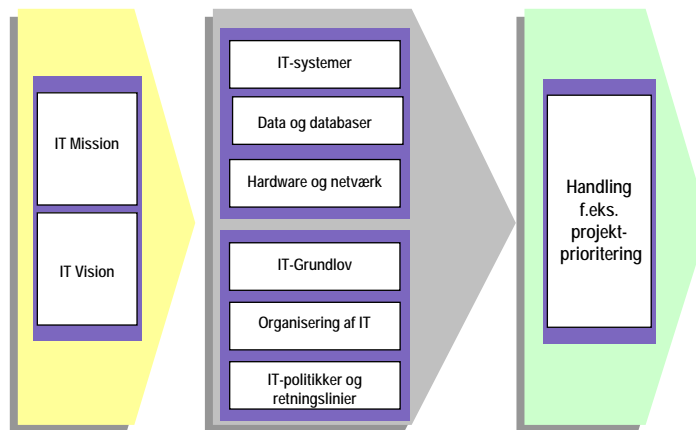 IT Mission
IT Vision
IT-systemer
Data og databaser
Hardware og netværk
IT-Grundlov
Organisering af IT
IT-politikker og
retningslinier
Handling
f.eks.
projekt-
prioritering